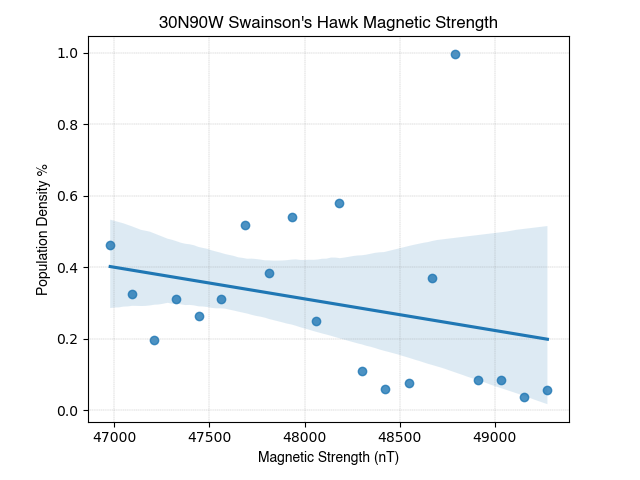 30N90W Swainson's Hawk Magnetic Strength
1.0
0.8
0.6
0.4
0.2
0.0
Population Density %
47000 47500 48000 48500 49000
Magnetic Strength (nT)